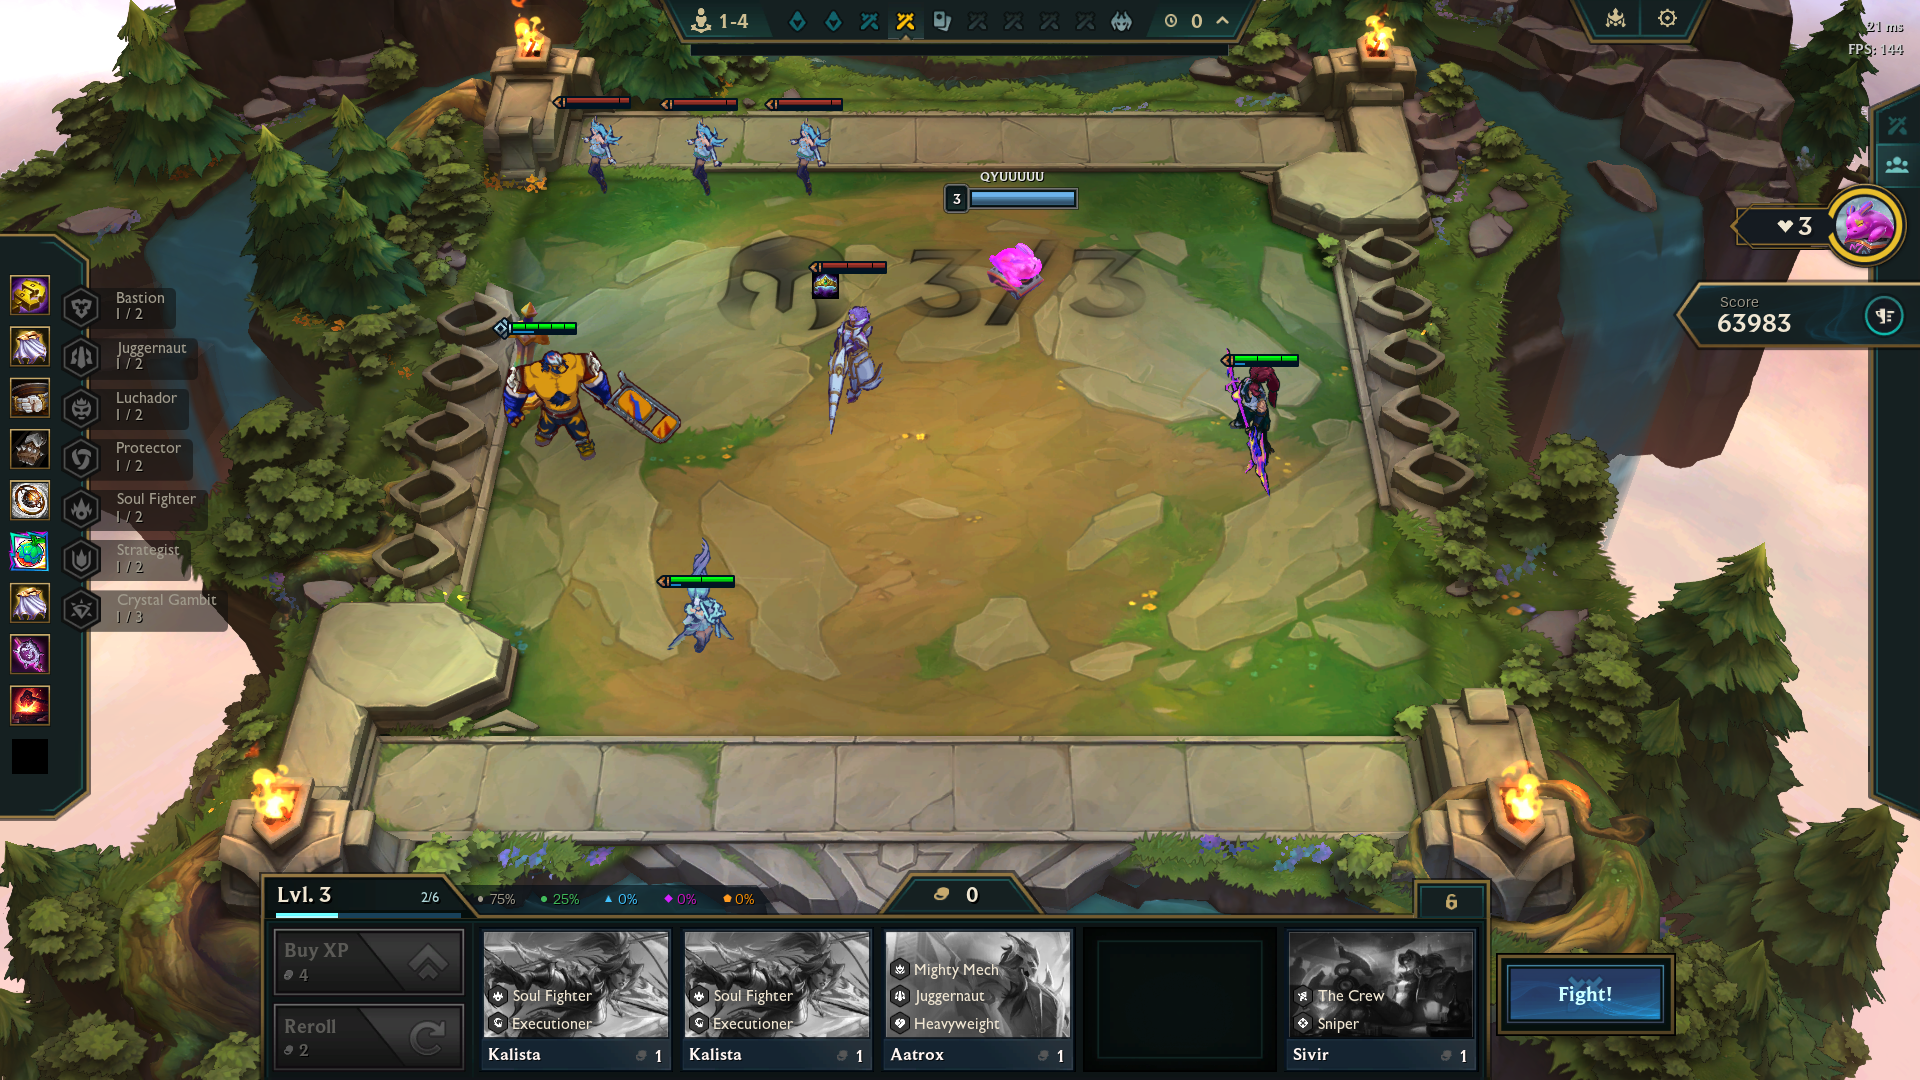 1-4
0
21 ms
FPS: 144
QYUUUUU
3
3/3
3
Score
63983
Bastion
1 / 2
Juggernaut
1 / 2
Luchador
1 / 2
Protector
1 / 2
Soul Fighter
1 / 2
Strategist
1 / 2
Crystal Gambit
1 / 3
Lvl. 3
2/6
75%
25%
0%
0%
0%
0
6
Buy XP
4
Reroll
2
Soul Fighter
Executioner
Kalista
1
Soul Fighter
Executioner
Kalista
1
Mighty Mech
Juggernaut
Heavyweight
Aatrox
1
The Crew
Sniper
Sivir
1
Fight!